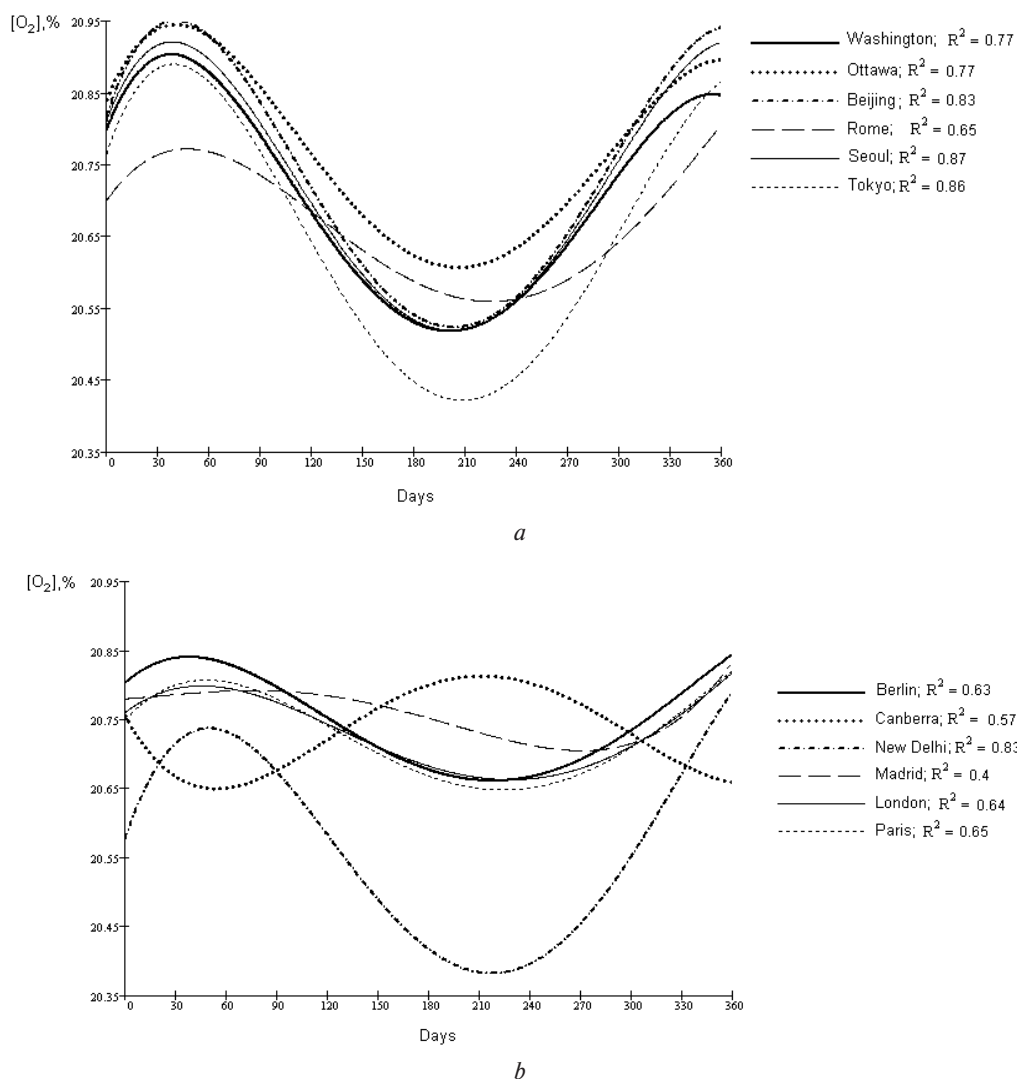 [O₂],%
20.95
20.85
20.75
20.65
20.55
20.45
20.35
0 30 60 90 120 150 180 210 240 270 300 330 360
Days
Washington; R² = 0.77
Ottawa; R² = 0.77
Beijing; R² = 0.83
Rome; R² = 0.65
Seoul; R² = 0.87
Tokyo; R² = 0.86
a
[O₂],%
20.95
20.85
20.75
20.65
20.55
20.45
20.35
0 30 60 90 120 150 180 210 240 270 300 330 360
Days
Berlin; R² = 0.63
Canberra; R² = 0.57
New Delhi; R² = 0.83
Madrid; R² = 0.4
London; R² = 0.64
Paris; R² = 0.65
b